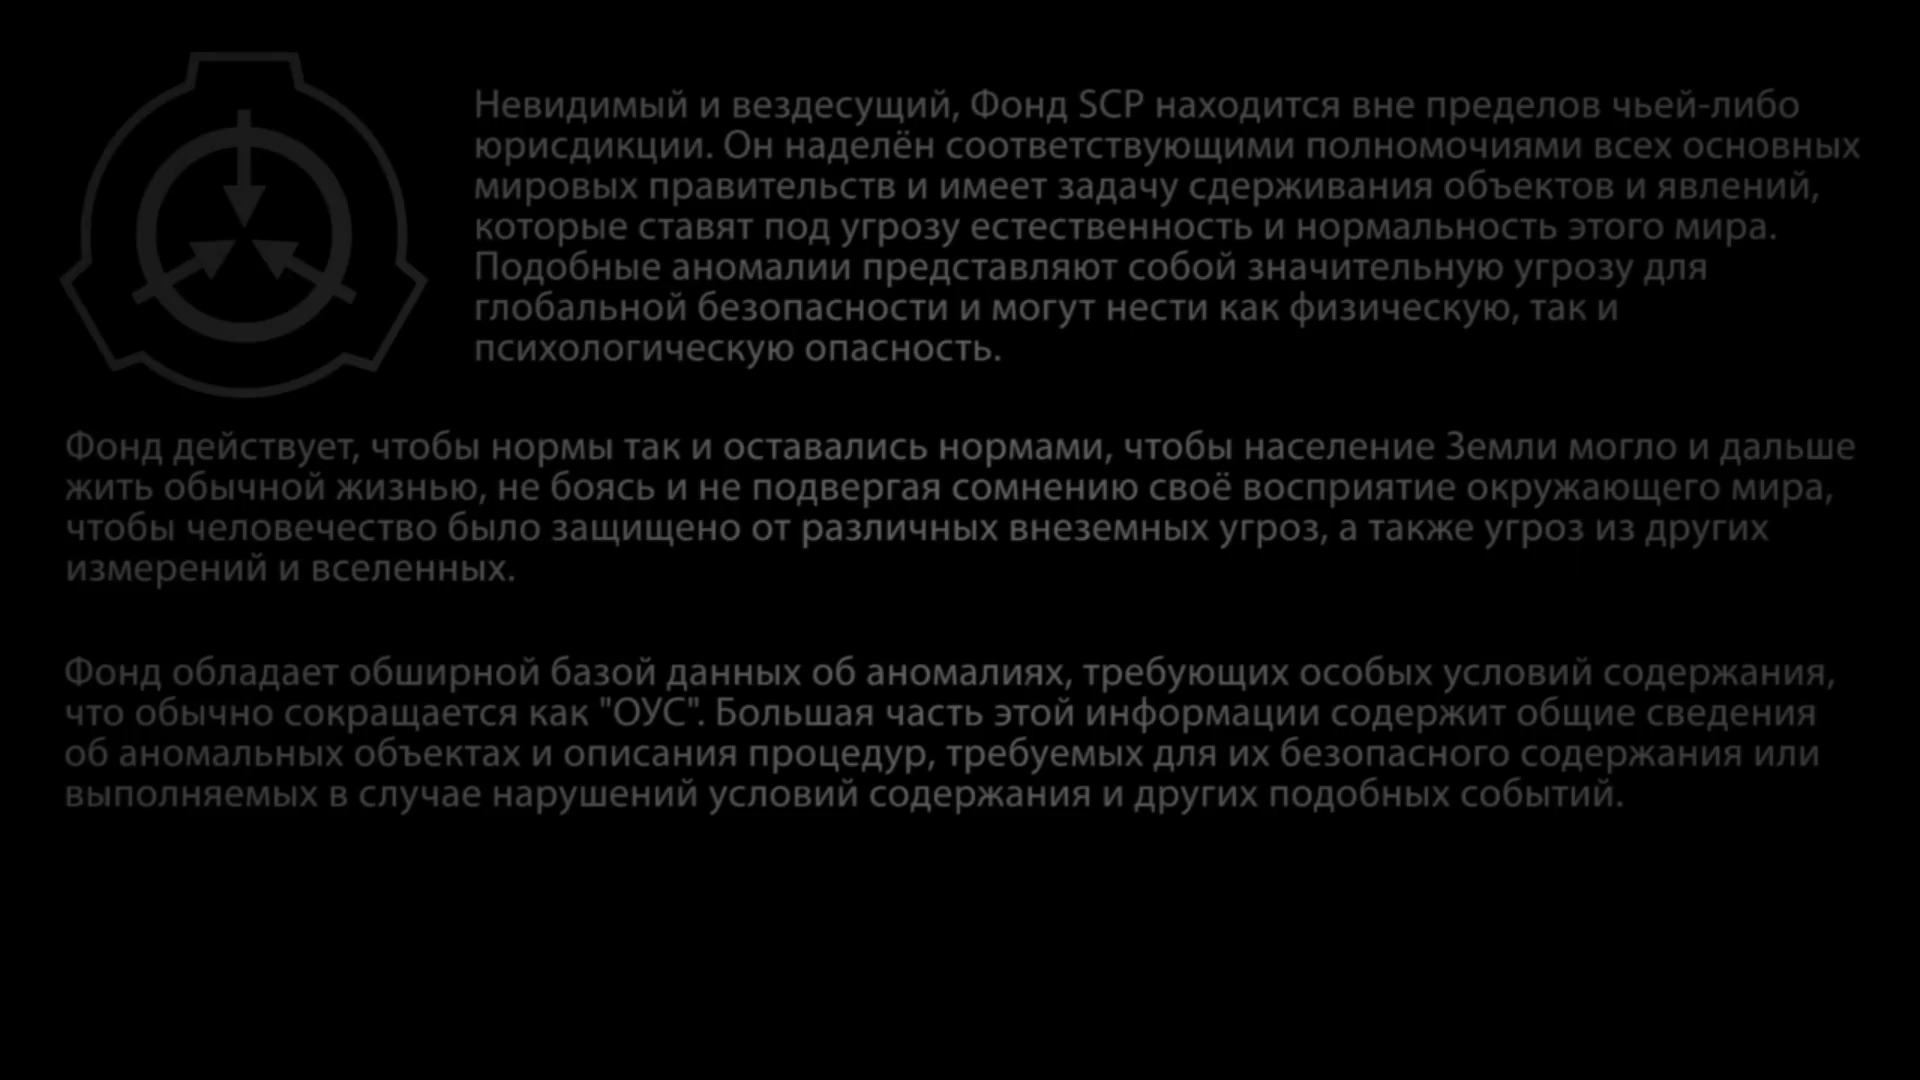 Невидимый и вездесущий, Фонд SCP находится вне пределов чьей-либо
юрисдикции. Он наделён соответствующими полномочиями всех основных
мировых правительств и имеет задачу сдерживания объектов и явлений,
которые ставят под угрозу естественность и нормальность этого мира.
Подобные аномалии представляют собой значительную угрозу для
глобальной безопасности и могут нести как физическую, так и
психологическую опасность.
Фонд действует, чтобы нормы так и оставались нормами, чтобы население Земли могло и дальше
жить обычной жизнью, не боясь и не подвергая сомнению своё восприятие окружающего мира,
чтобы человечество было защищено от различных внеземных угроз, а также угроз из других
измерений и вселенных.
Фонд обладает обширной базой данных об аномалиях, требующих особых условий содержания,
что обычно сокращается как "ОУС". Большая часть этой информации содержит общие сведения
об аномальных объектах и описания процедур, требуемых для их безопасного содержания или
выполняемых в случае нарушений условий содержания и других подобных событий.